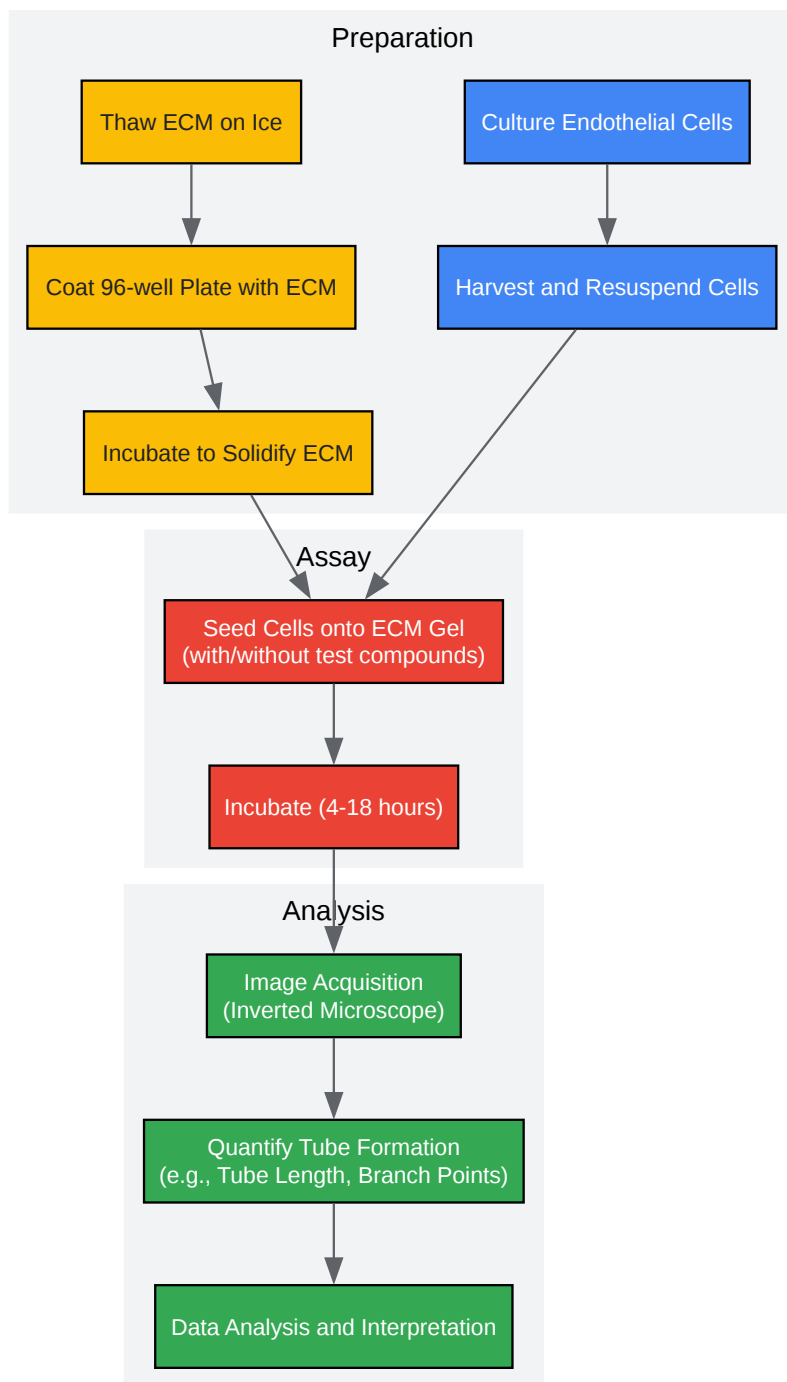 Preparation
Thaw ECM on Ice
Culture Endothelial Cells
Coat 96-well Plate with ECM
Harvest and Resuspend Cells
Incubate to Solidify ECM
Assay
Seed Cells onto ECM Gel
(with/without test compounds)
Incubate (4-18 hours)
Analysis
Image Acquisition
(Inverted Microscope)
Quantify Tube Formation
(e.g., Tube Length, Branch Points)
Data Analysis and Interpretation